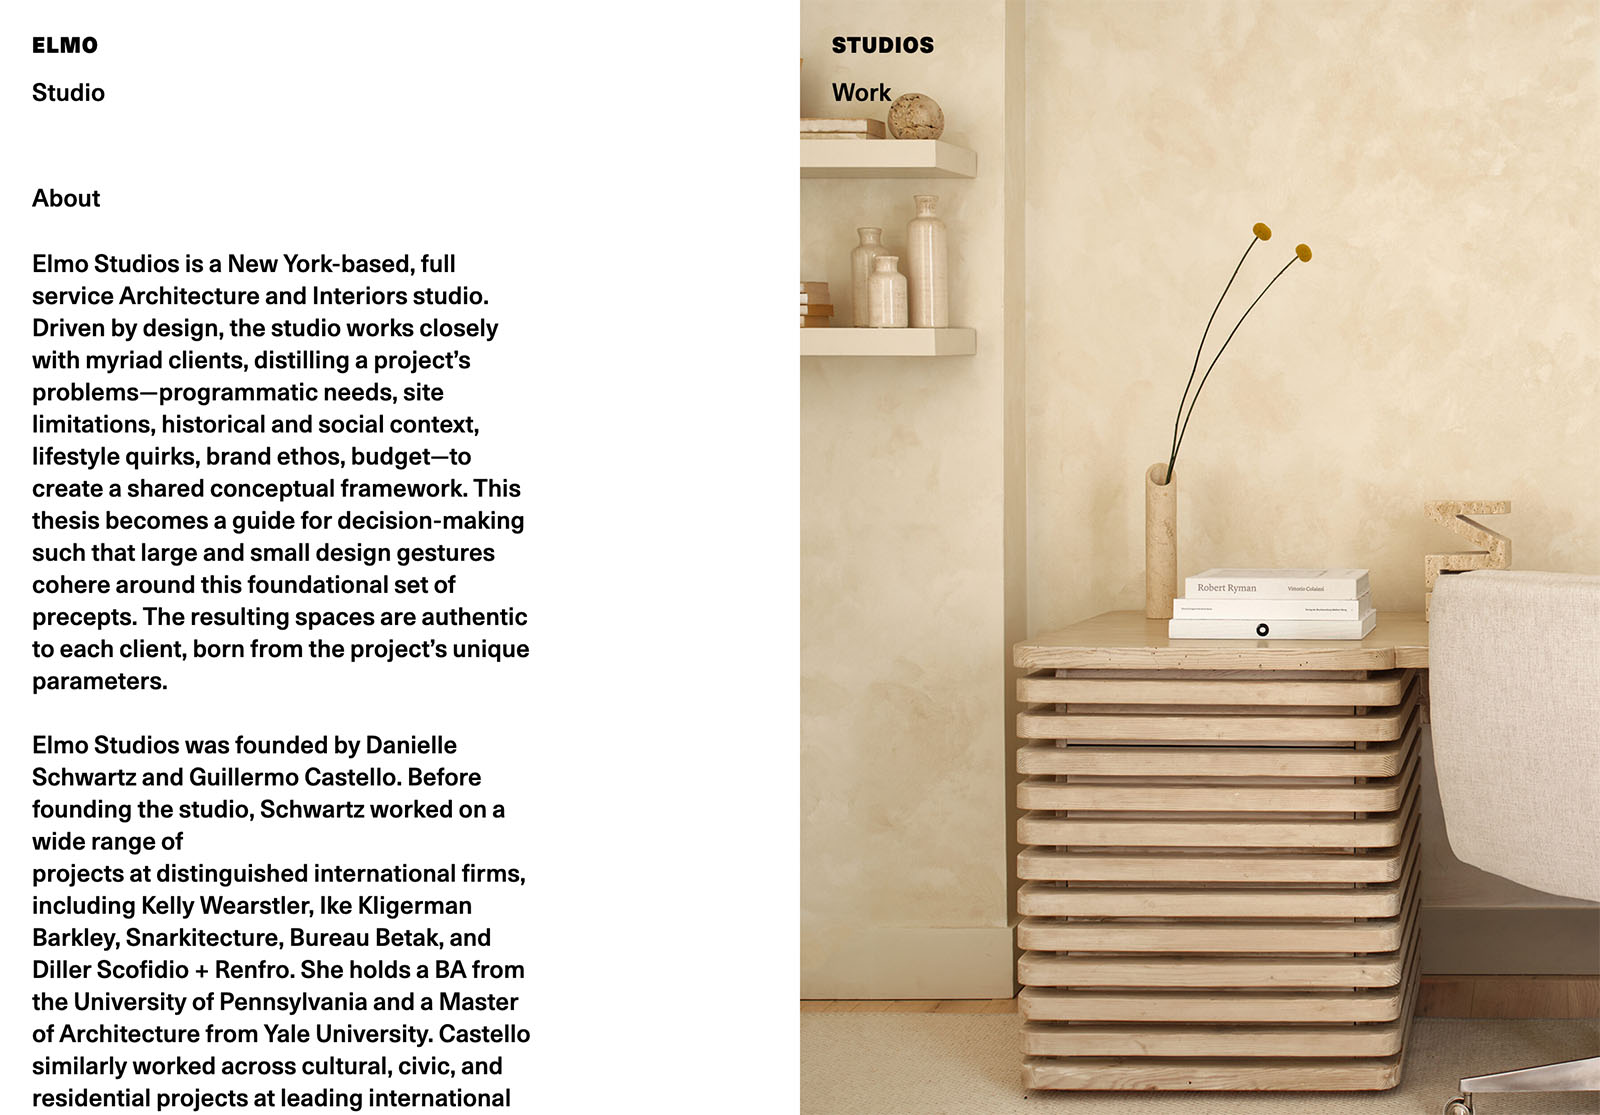 ELMO
Studio
About
Elmo Studios is a New York-based, full
service Architecture and Interiors studio.
Driven by design, the studio works closely
with myriad clients, distilling a project’s
problems—programmatic needs, site
limitations, historical and social context,
lifestyle quirks, brand ethos, budget—to
create a shared conceptual framework. This
thesis becomes a guide for decision-making
such that large and small design gestures
cohere around this foundational set of
precepts. The resulting spaces are authentic
to each client, born from the project’s unique
parameters.
Elmo Studios was founded by Danielle
Schwartz and Guillermo Castello. Before
founding the studio, Schwartz worked on a
wide range of
projects at distinguished international firms,
including Kelly Wearstler, Ike Kligerman
Barkley, Snarkitecture, Bureau Betak, and
Diller Scofidio + Renfro. She holds a BA from
the University of Pennsylvania and a Master
of Architecture from Yale University. Castello
similarly worked across cultural, civic, and
residential projects at leading international
STUDIOS
Work
Robert Ryman Vittorio Colaizzi